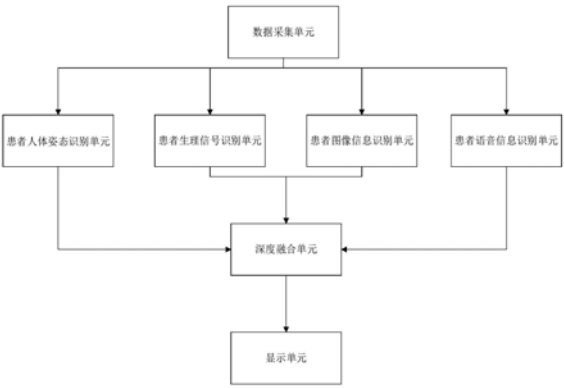 数据采集单元
患者人体姿态识别单元
患者生理信号识别单元
患者图像信息识别单元
患者语音信息识别单元
深度融合单元
显示单元